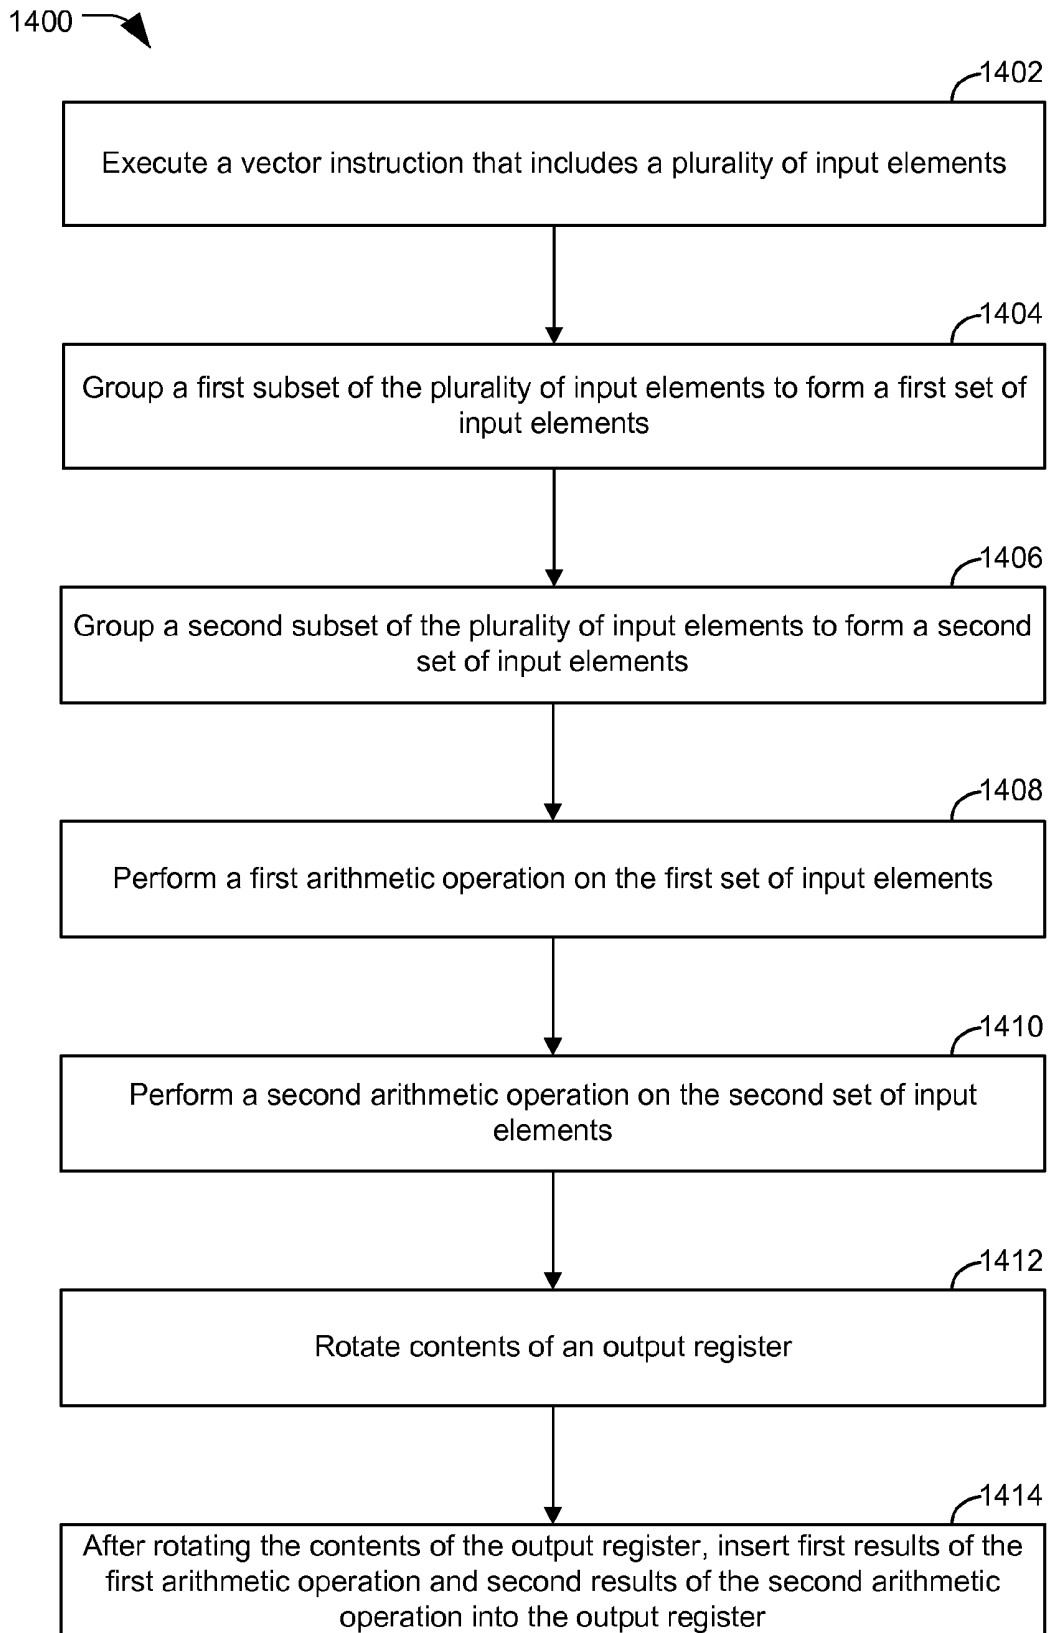 1400
1402
Execute a vector instruction that includes a plurality of input elements
1404
Group a first subset of the plurality of input elements to form a first set of
input elements
1406
Group a second subset of the plurality of input elements to form a second
set of input elements
1408
Perform a first arithmetic operation on the first set of input elements
1410
Perform a second arithmetic operation on the second set of input
elements
1412
Rotate contents of an output register
1414
After rotating the contents of the output register, insert first results of the
first arithmetic operation and second results of the second arithmetic
operation into the output register